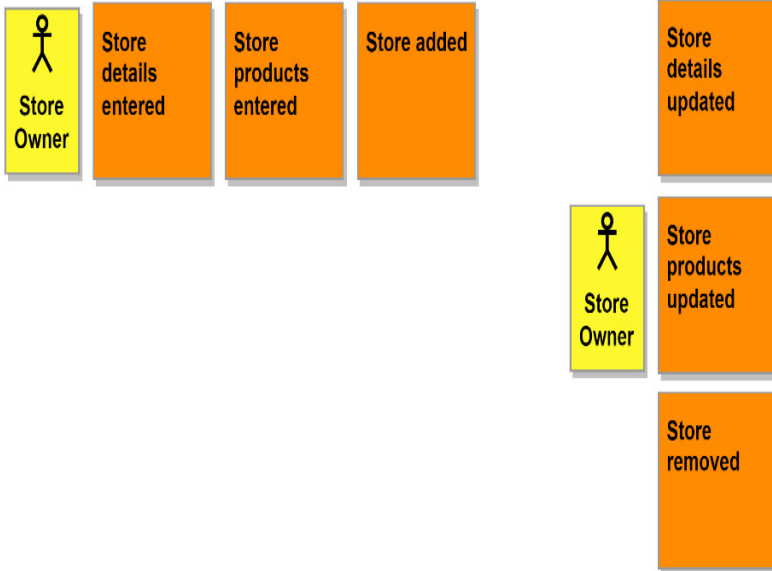 Store
Owner
Store
details
entered
Store
products
entered
Store added
Store
details
updated
Store
Owner
Store
products
updated
Store
removed